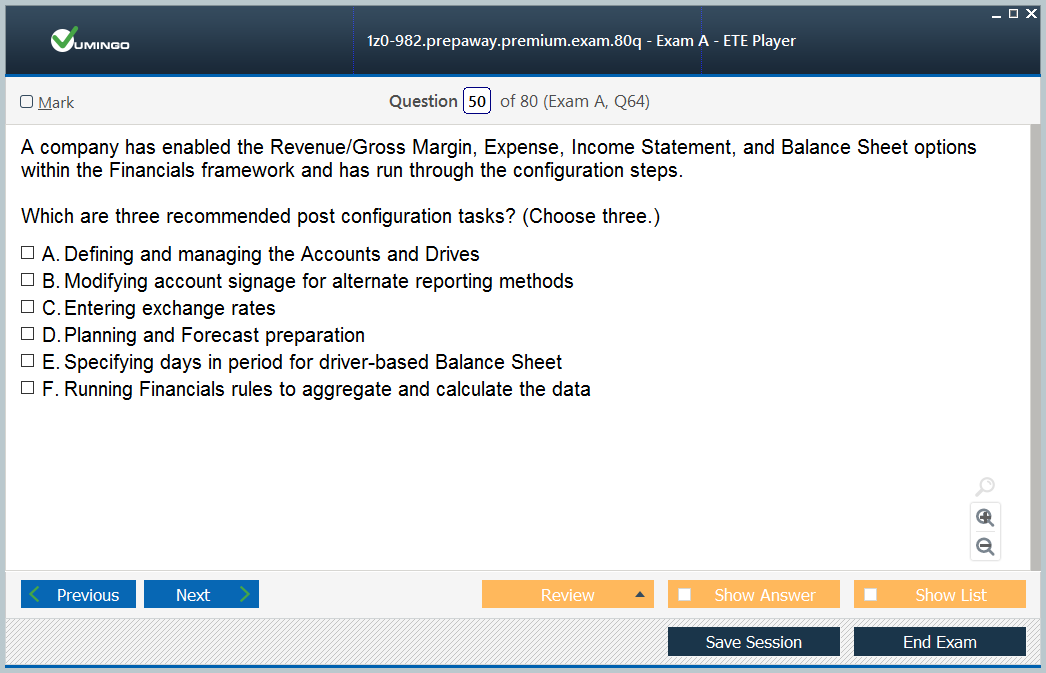 1z0-982.prepaway.premium.exam.80q - Exam A - ETE Player
VUMINGO
Mark
Question 50 of 80 (Exam A, Q64)
A company has enabled the Revenue/Gross Margin, Expense, Income Statement, and Balance Sheet options
within the Financials framework and has run through the configuration steps.
Which are three recommended post configuration tasks? (Choose three.)
A. Defining and managing the Accounts and Drives
B. Modifying account signage for alternate reporting methods
C. Entering exchange rates
D. Planning and Forecast preparation
E. Specifying days in period for driver-based Balance Sheet
F. Running Financials rules to aggregate and calculate the data
Previous Next Review Show Answer Show List
Save Session End Exam